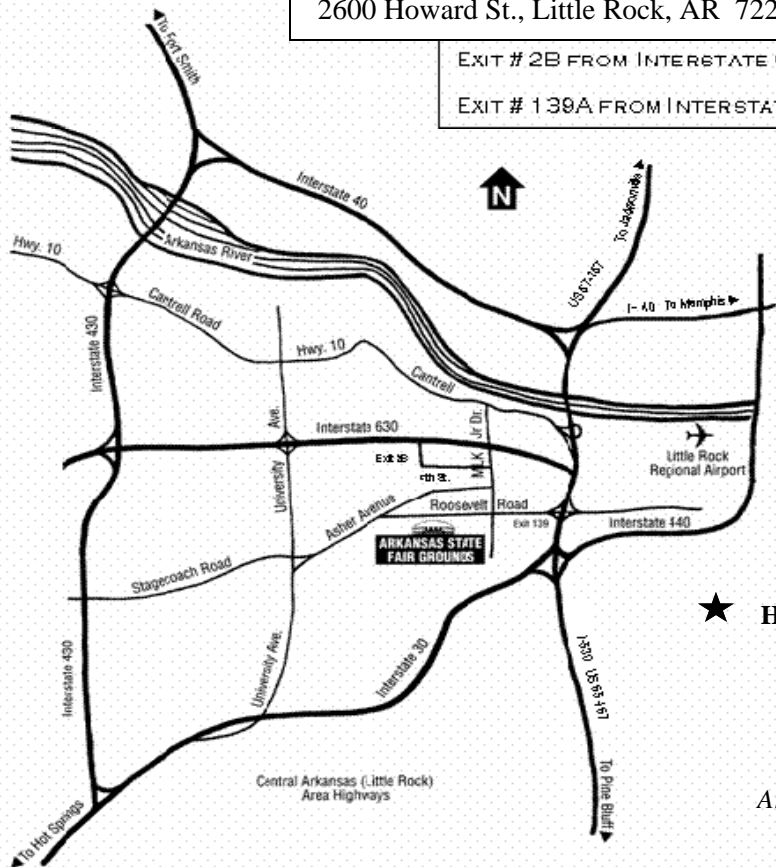 2600 Howard St., Little Rock, AR 722
EXIT # 2B FROM INTERSTATE
EXIT # 139A FROM INTERSTAT
To Fort Smith
Interstate 40
N
To Jacksonville
US 67-167
I-40 To Memphis
Arkansas River
Hwy. 10
Cantrell Road
Interstate 430
Hwy. 10
Cantrell
Ave.
University
Interstate 630
MLK Jr Dr.
Exit 2B
Little Rock
Regional Airport
Asher Avenue
Roosevelt Road
Exit 139
Interstate 440
ARKANSAS STATE
FAIR GROUNDS
Stagecoach Road
H
Interstate 430
University Ave.
Interstate 30
I-530 US 65-167
Central Arkansas (Little Rock)
Area Highways
To Pine Bluff
To Hot Springs